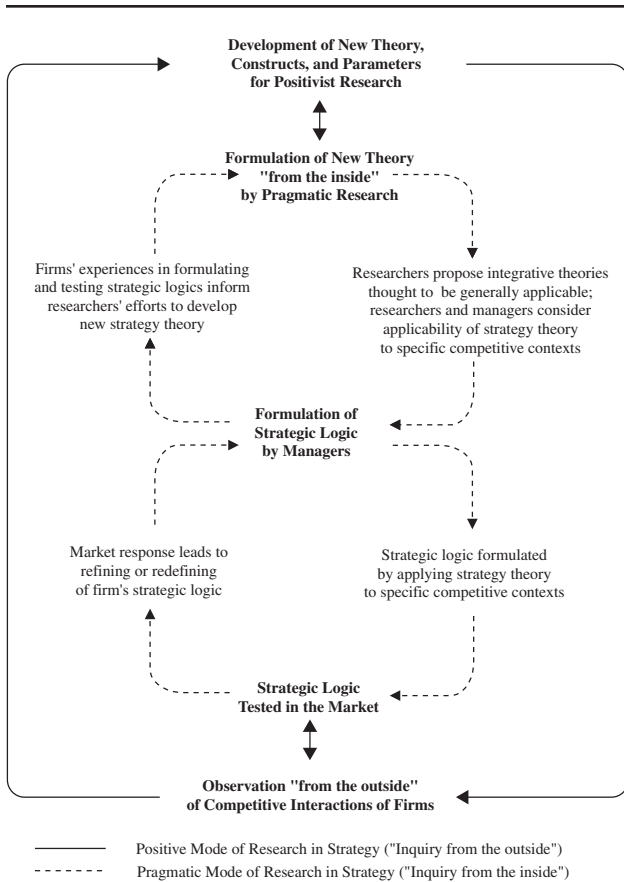 Development of New Theory,
Constructs, and Parameters
for Positivist Research
Formulation of New Theory
"from the inside"
by Pragmatic Research
Firms' experiences in formulating
and testing strategic logics inform
researchers' efforts to develop
new strategy theory
Researchers propose integrative theories
thought to be generally applicable;
researchers and managers consider
applicability of strategy theory
to specific competitive contexts
Formulation of
Strategic Logic
by Managers
Market response leads to
refining or redefining
of firm's strategic logic
Strategic logic formulated
by applying strategy theory
to specific competitive contexts
Strategic Logic
Tested in the Market
Observation "from the outside"
of Competitive Interactions of Firms
Positive Mode of Research in Strategy ("Inquiry from the outside")
Pragmatic Mode of Research in Strategy ("Inquiry from the inside")